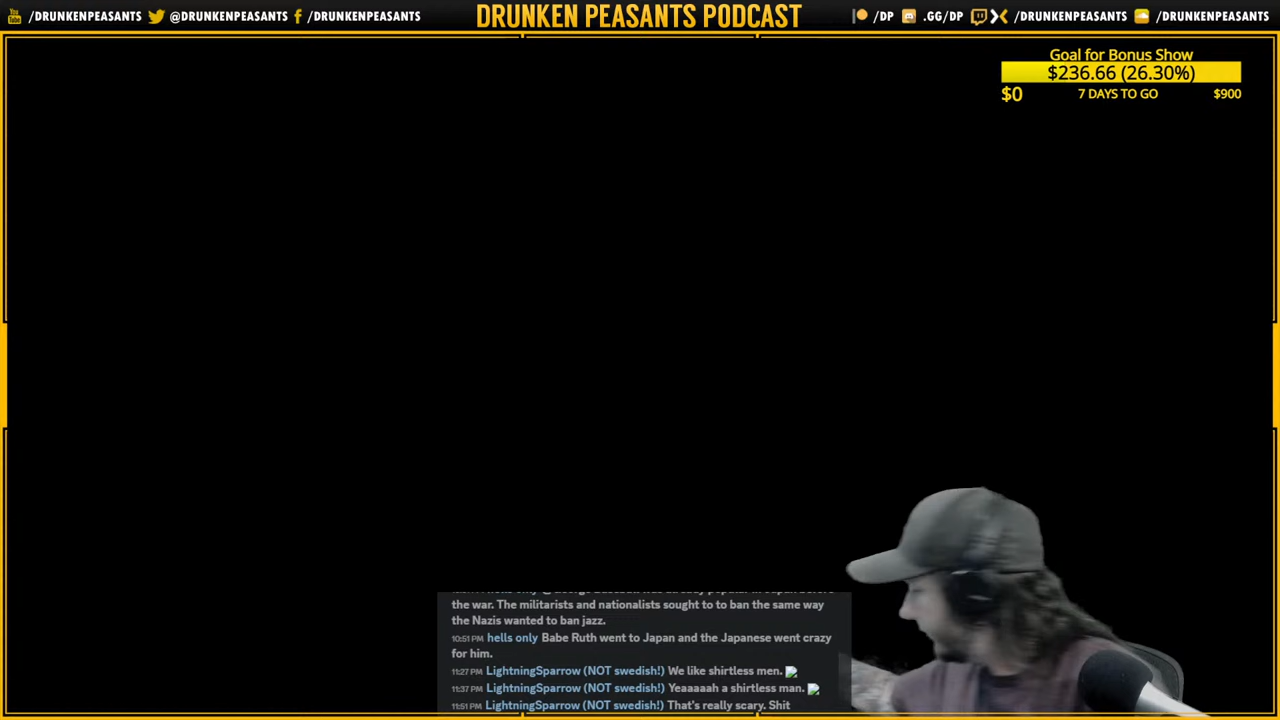 You Tube /DRUNKENPEASANTS @DRUNKENPEASANTS f /DRUNKENPEASANTS DRUNKEN PEASANTS PODCAST /DP .GG/DP /DRUNKENPEASANTS /DRUNKENPEASANTS
Goal for Bonus Show
$236.66 (26.30%)
$0 7 DAYS TO GO $900
the war. The militarists and nationalists sought to to ban the same way
the Nazis wanted to ban jazz.
10:51 PM hells only Babe Ruth went to Japan and the Japanese went crazy
for him.
11:27 PM LightningSparrow (NOT swedish!) We like shirtless men.
11:37 PM LightningSparrow (NOT swedish!) Yeaaaaah a shirtless man.
11:51 PM LightningSparrow (NOT swedish!) That's really scary. Shit